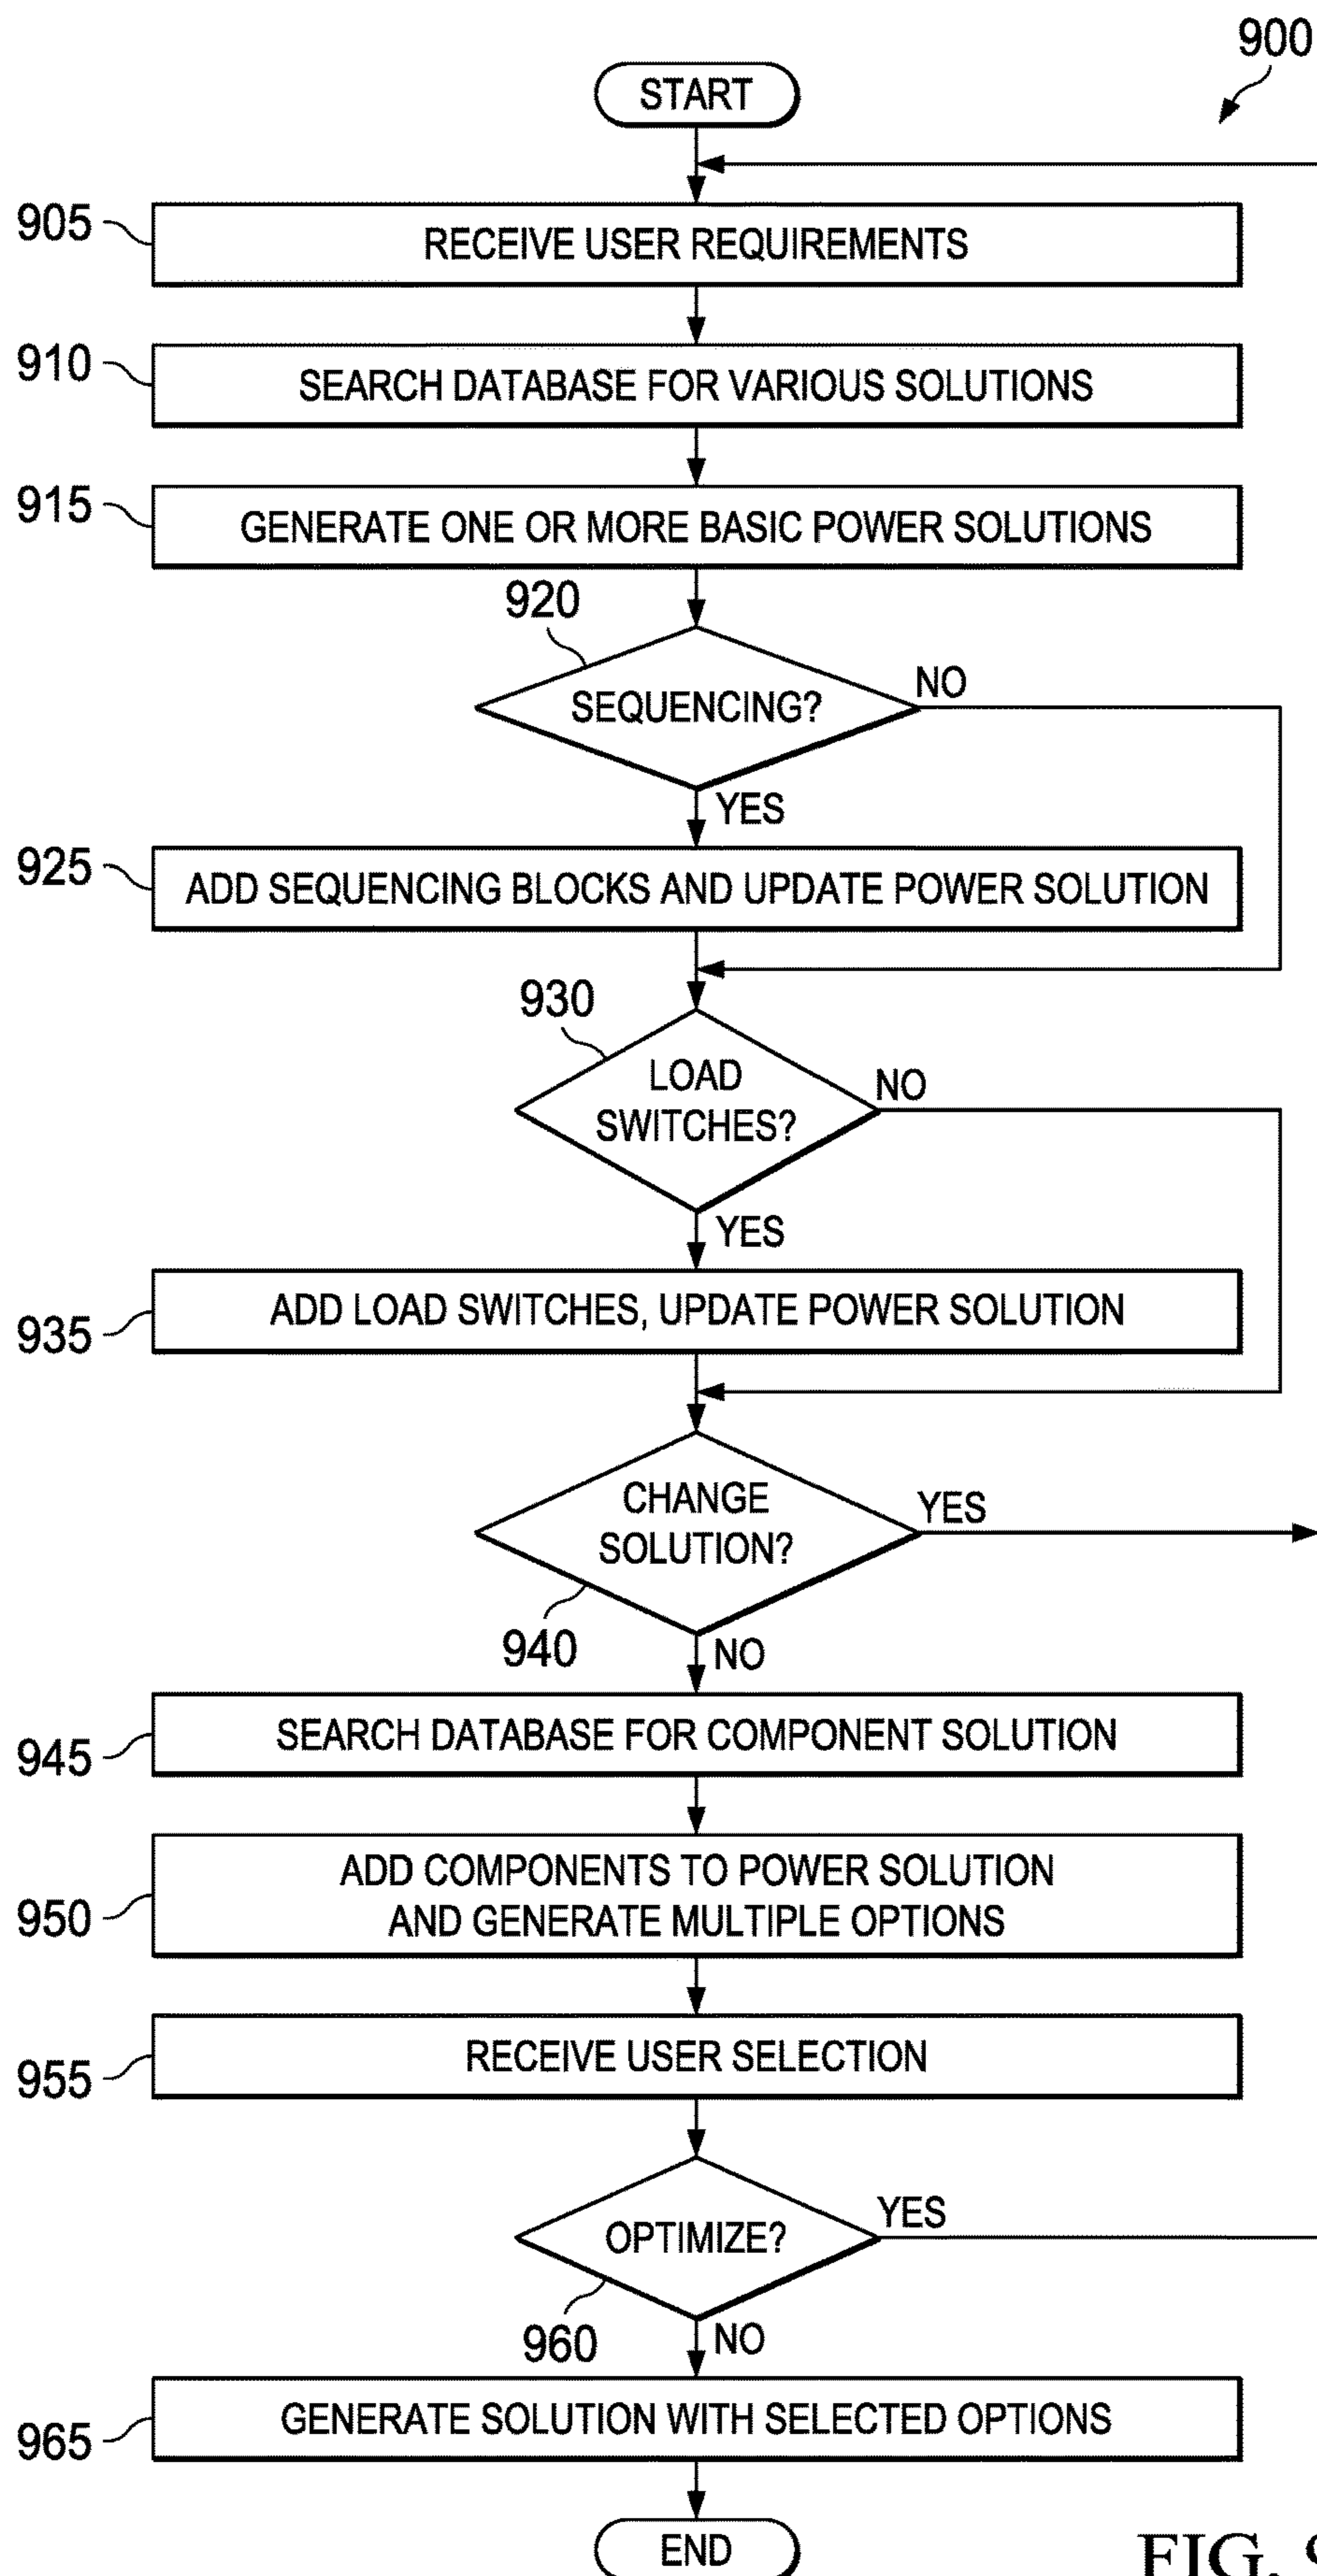 900
START
905
RECEIVE USER REQUIREMENTS
910
SEARCH DATABASE FOR VARIOUS SOLUTIONS
915
GENERATE ONE OR MORE BASIC POWER SOLUTIONS
920
SEQUENCING?
NO
YES
925
ADD SEQUENCING BLOCKS AND UPDATE POWER SOLUTION
930
LOAD
SWITCHES?
NO
YES
935
ADD LOAD SWITCHES, UPDATE POWER SOLUTION
CHANGE
SOLUTION?
YES
940
NO
945
SEARCH DATABASE FOR COMPONENT SOLUTION
950
ADD COMPONENTS TO POWER SOLUTION
AND GENERATE MULTIPLE OPTIONS
955
RECEIVE USER SELECTION
OPTIMIZE?
YES
960
NO
965
GENERATE SOLUTION WITH SELECTED OPTIONS
END
FIG. 9